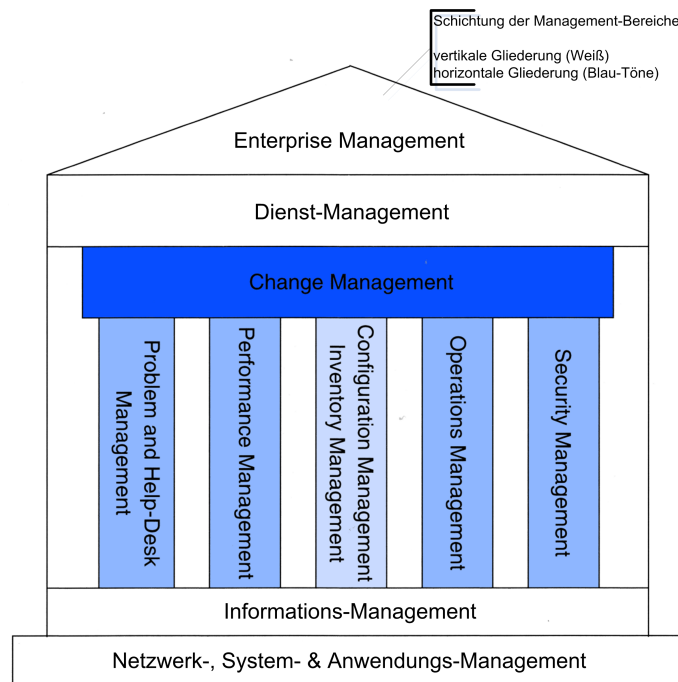 Schichtung der Management-Bereiche
vertikale Gliederung (Weiß)
horizontale Gliederung (Blau-Töne)
Enterprise Management
Dienst-Management
Change Management
Problem and Help-Desk
Management
Performance Management
Configuration Management
Inventory Management
Operations Management
Security Management
Informations-Management
Netzwerk-, System- & Anwendungs-Management